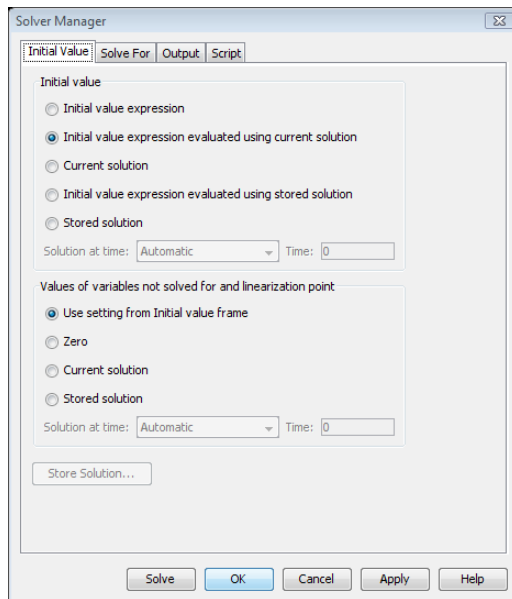 Solver Manager
Initial Value Solve For Output Script
Initial value
Initial value expression
Initial value expression evaluated using current solution
Current solution
Initial value expression evaluated using stored solution
Stored solution
Solution at time: Automatic Time: 0
Values of variables not solved for and linearization point
Use setting from Initial value frame
Zero
Current solution
Stored solution
Solution at time: Automatic Time: 0
Store Solution...
Solve OK Cancel Apply Help